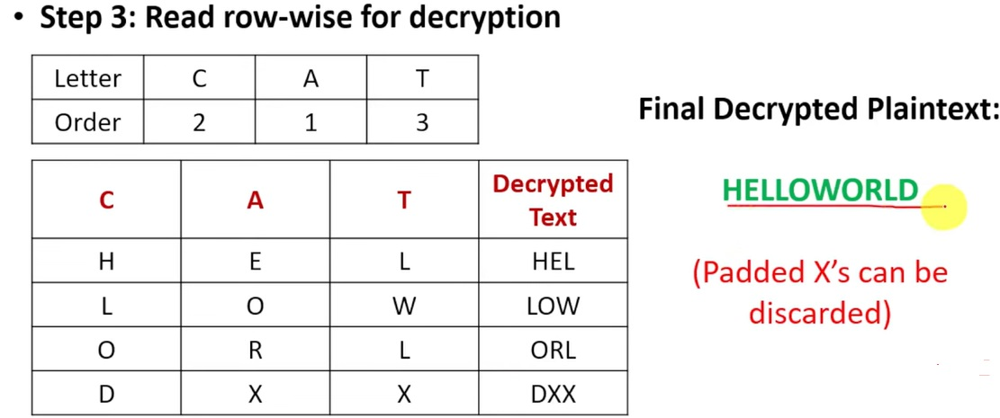 • Step 3: Read row-wise for decryption
Letter C A T
Order 2 1 3
Final Decrypted Plaintext:
C A T Decrypted Text
H E L HEL
L O W LOW
O R L ORL
D X X DXX
HELLOWORLD
(Padded X’s can be
discarded)